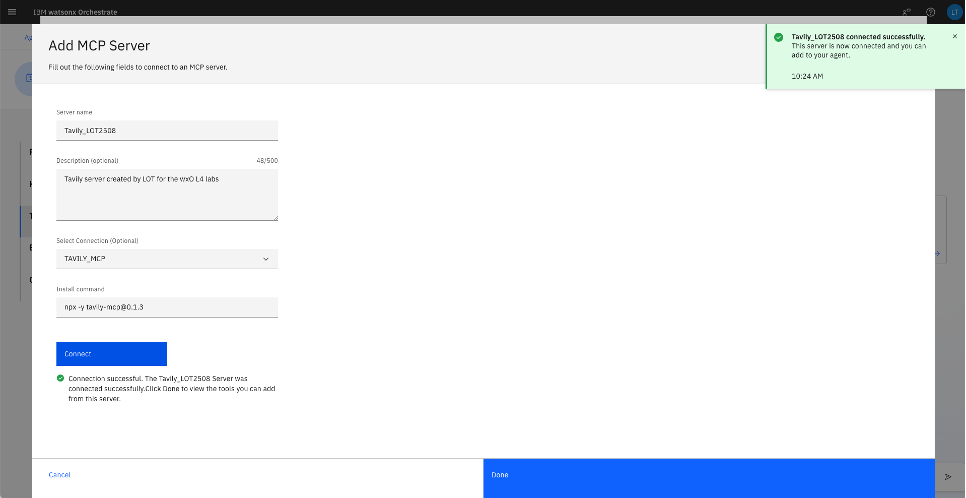 IBM watsonx Orchestrate
LT
Add MCP Server
Fill out the following fields to connect to an MCP server.
Tavily_LOT2508 connected successfully.
This server is now connected and you can
add to your agent.
10:24 AM
Server name
Tavily_LOT2508
Description (optional) 48/500
Tavily server created by LOT for the wxO L4 labs
Select Connection (Optional)
TAVILY_MCP
Install command
npx -y tavily-mcp@0.1.3
Connect
Connection successful. The Tavily_LOT2508 Server was
connected successfully.Click Done to view the tools you can add
from this server.
Cancel
Done